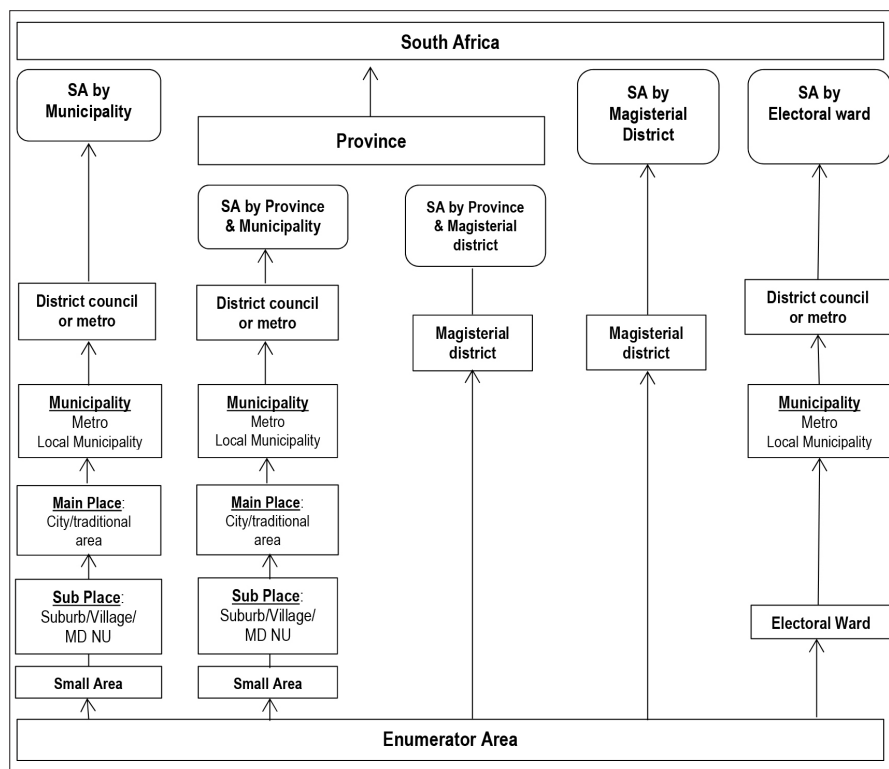 South Africa
SA by
Municipality
SA by
Magisterial
District
SA by
Electoral ward
Province
SA by Province
& Municipality
SA by Province
& Magisterial
district
District council
or metro
District council
or metro
Magisterial
district
Magisterial
district
District council
or metro
Municipality
Metro
Local Municipality
Municipality
Metro
Local Municipality
Municipality
Metro
Local Municipality
Main Place:
City/traditional
area
Main Place:
City/traditional
area
Sub Place:
Suburb/Village/
MD NU
Sub Place:
Suburb/Village/
MD NU
Electoral Ward
Small Area
Small Area
Enumerator Area